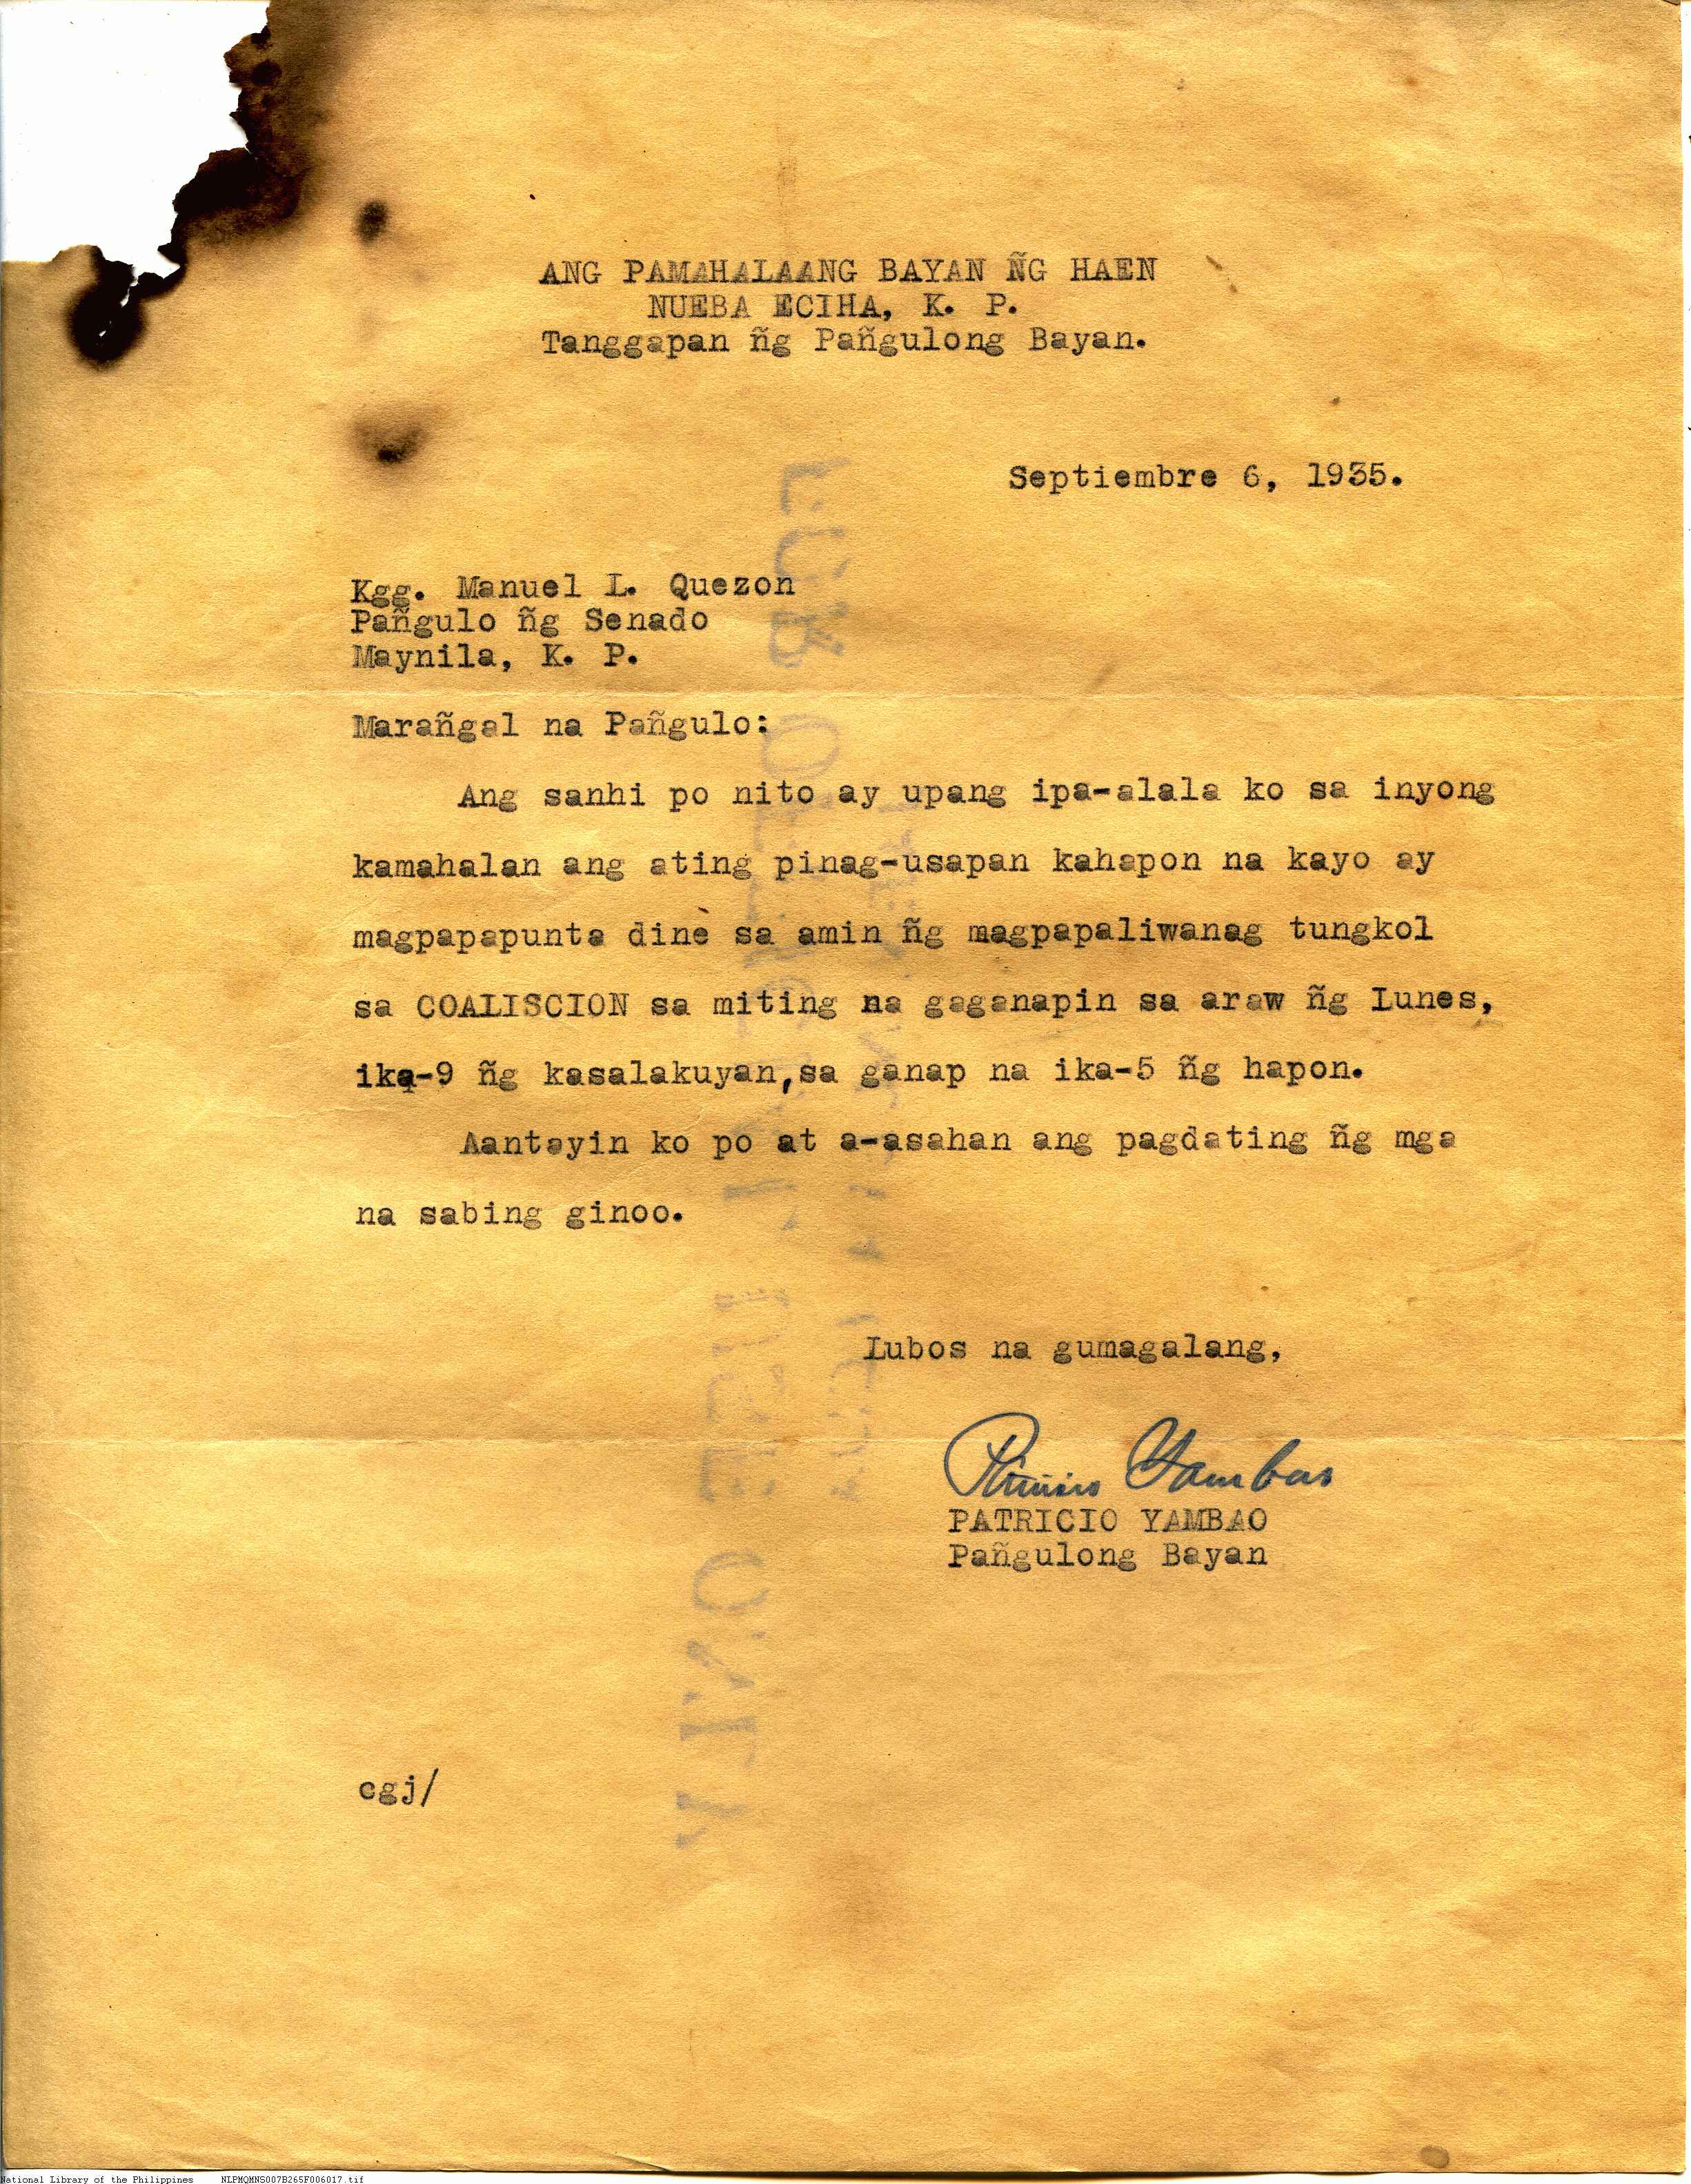 ANG PAMAHALAANG BAYAN ÑG HAEN
NUEBA ECIHA, K. P.
Tanggapan ñg Pañgulong Bayan.
Septiembre 6, 1935.
Kgg. Manuel L. Quezon
Pañgulo ñg Senado
Maynila, K. P.
Marañgal na Pañgulo:
Ang sanhi po nito ay upang ipa-alala ko sa inyong
kamahalan ang ating pinag-usapan kahapon na kayo ay
magpapapunta dine sa amin ñg magpapaliwanag tungkol
sa COALISCION sa miting na gaganapin sa araw ñg Lunes,
ika-9 ñg kasalakuyan,sa ganap na ika-5 ñg hapon.
Aantayin ko po at a-asahan ang pagdating ñg mga
na sabing ginoo.
Lubos na gumagalang,
Patricio Yambao
PATRICIO YAMBAO
Pañgulong Bayan
cgj/
National Library of the Philippines NLPMQMNS007B265F006017.tif